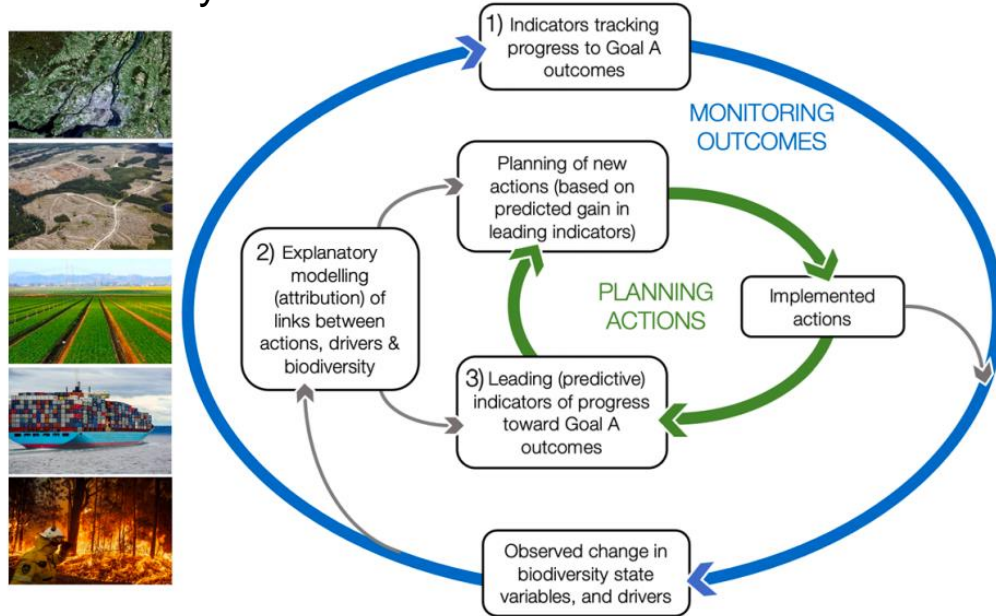 1) Indicators tracking
progress to Goal A
outcomes
MONITORING
OUTCOMES
Planning of new
actions (based on
predicted gain in
leading indicators)
2) Explanatory
modelling
(attribution) of
links between
actions, drivers &
biodiversity
PLANNING
ACTIONS
Implemented
actions
3) Leading (predictive)
indicators of progress
toward Goal A
outcomes
Observed change in
biodiversity state
variables, and drivers